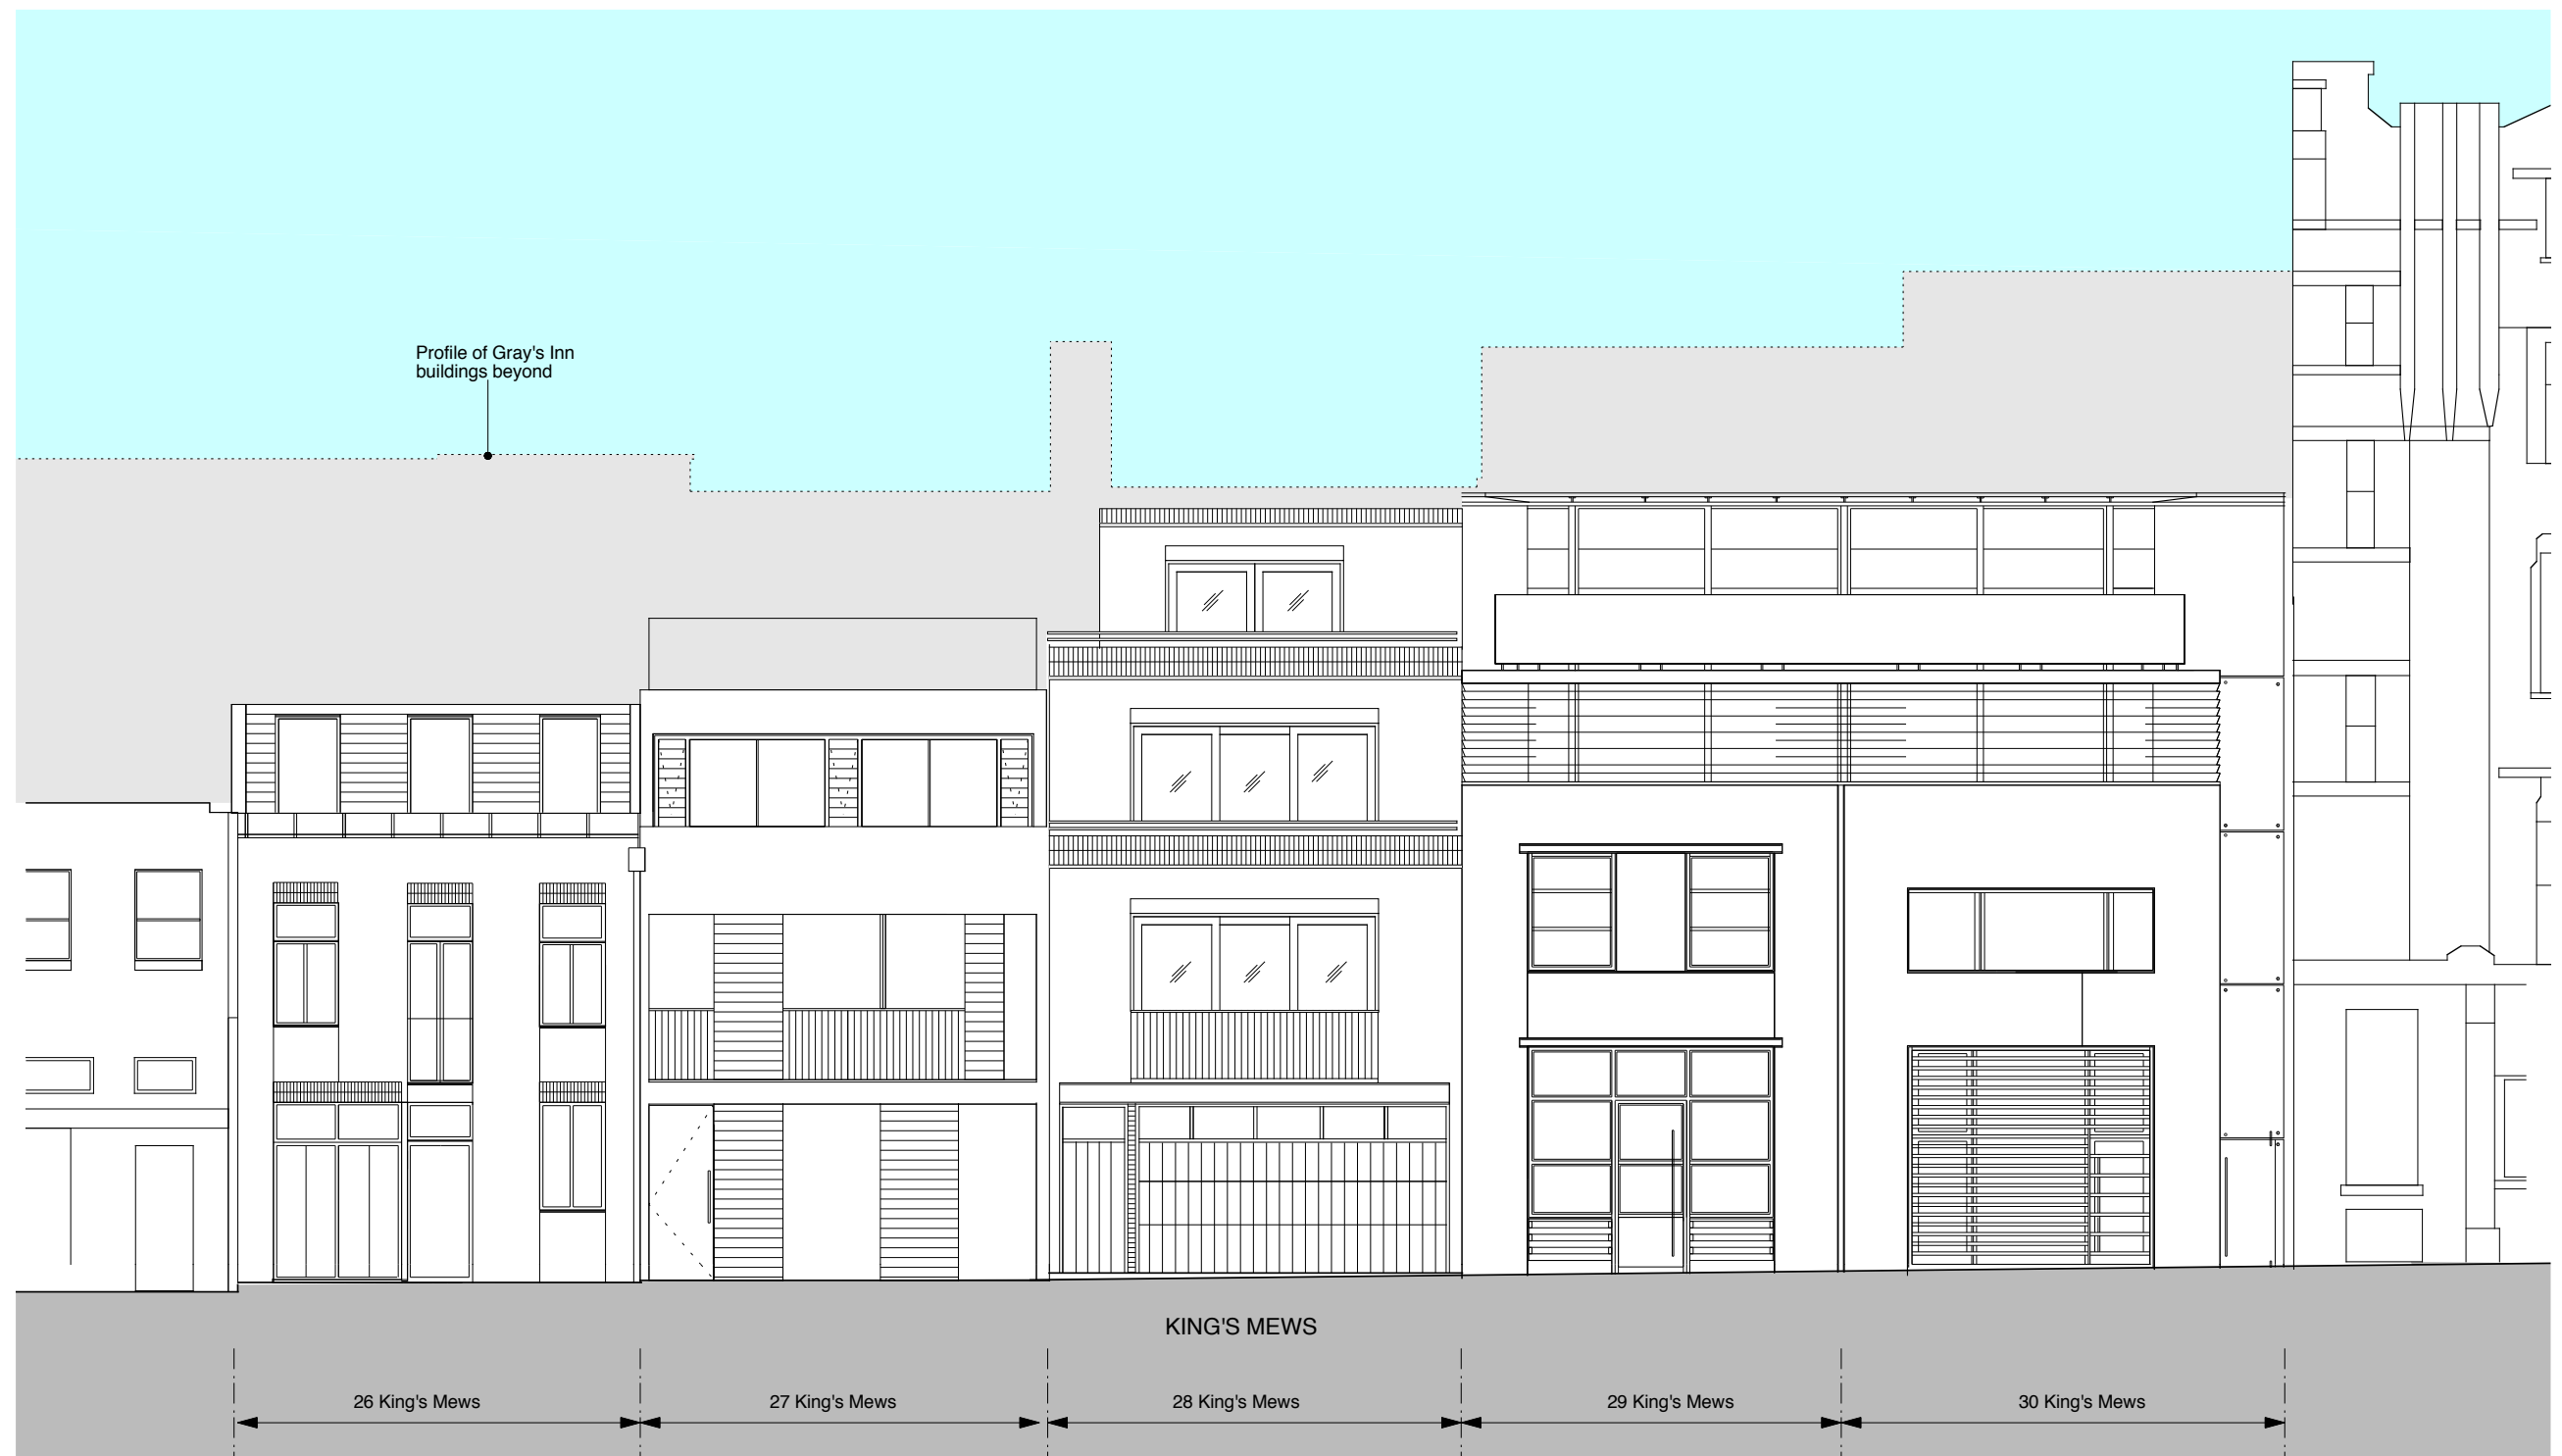 Profile of Gray's Inn
buildings beyond
KING'S MEWS
26 King's Mews
27 King's Mews
28 King's Mews
29 King's Mews
30 King's Mews